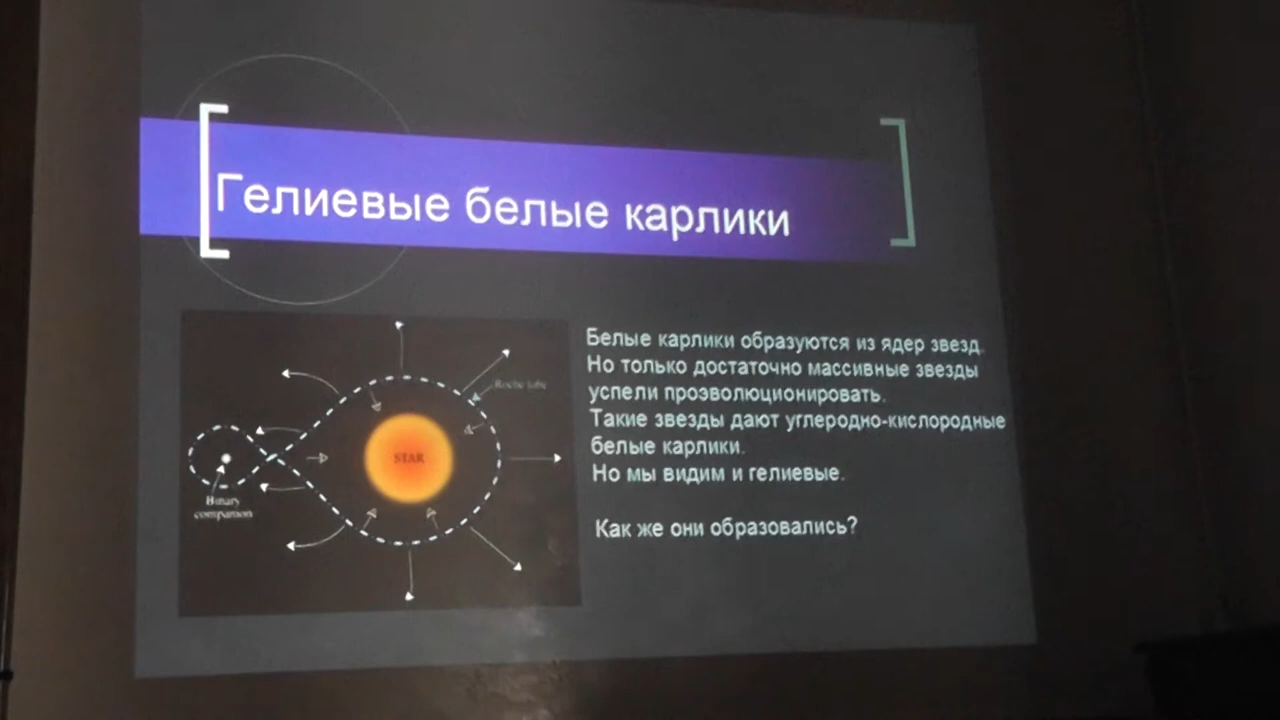 Гелиевые белые карлики
Белые карлики образуются из ядер звезд.
Но только достаточно массивные звезды
успели проэволюционировать.
Такие звезды дают углеродно-кислородные
белые карлики.
Но мы видим и гелиевые.
Как же они образовались?
Roche lobe
STAR
Binary
companion